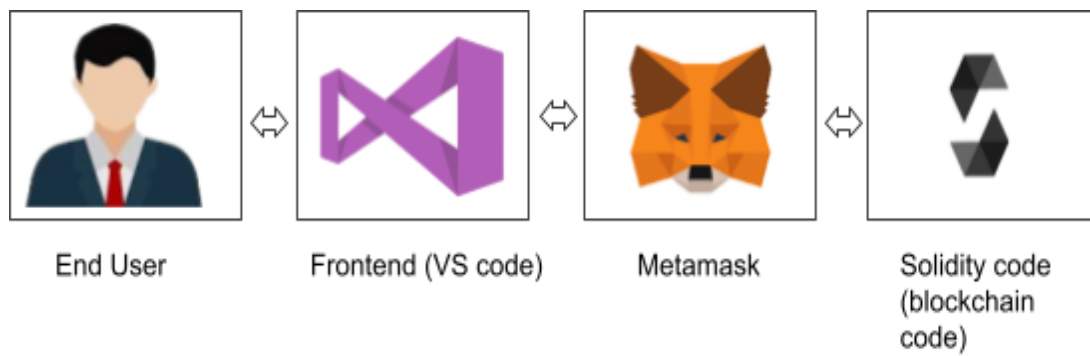 End User
Frontend (VS code)
Metamask
Solidity code
(blockchain
code)